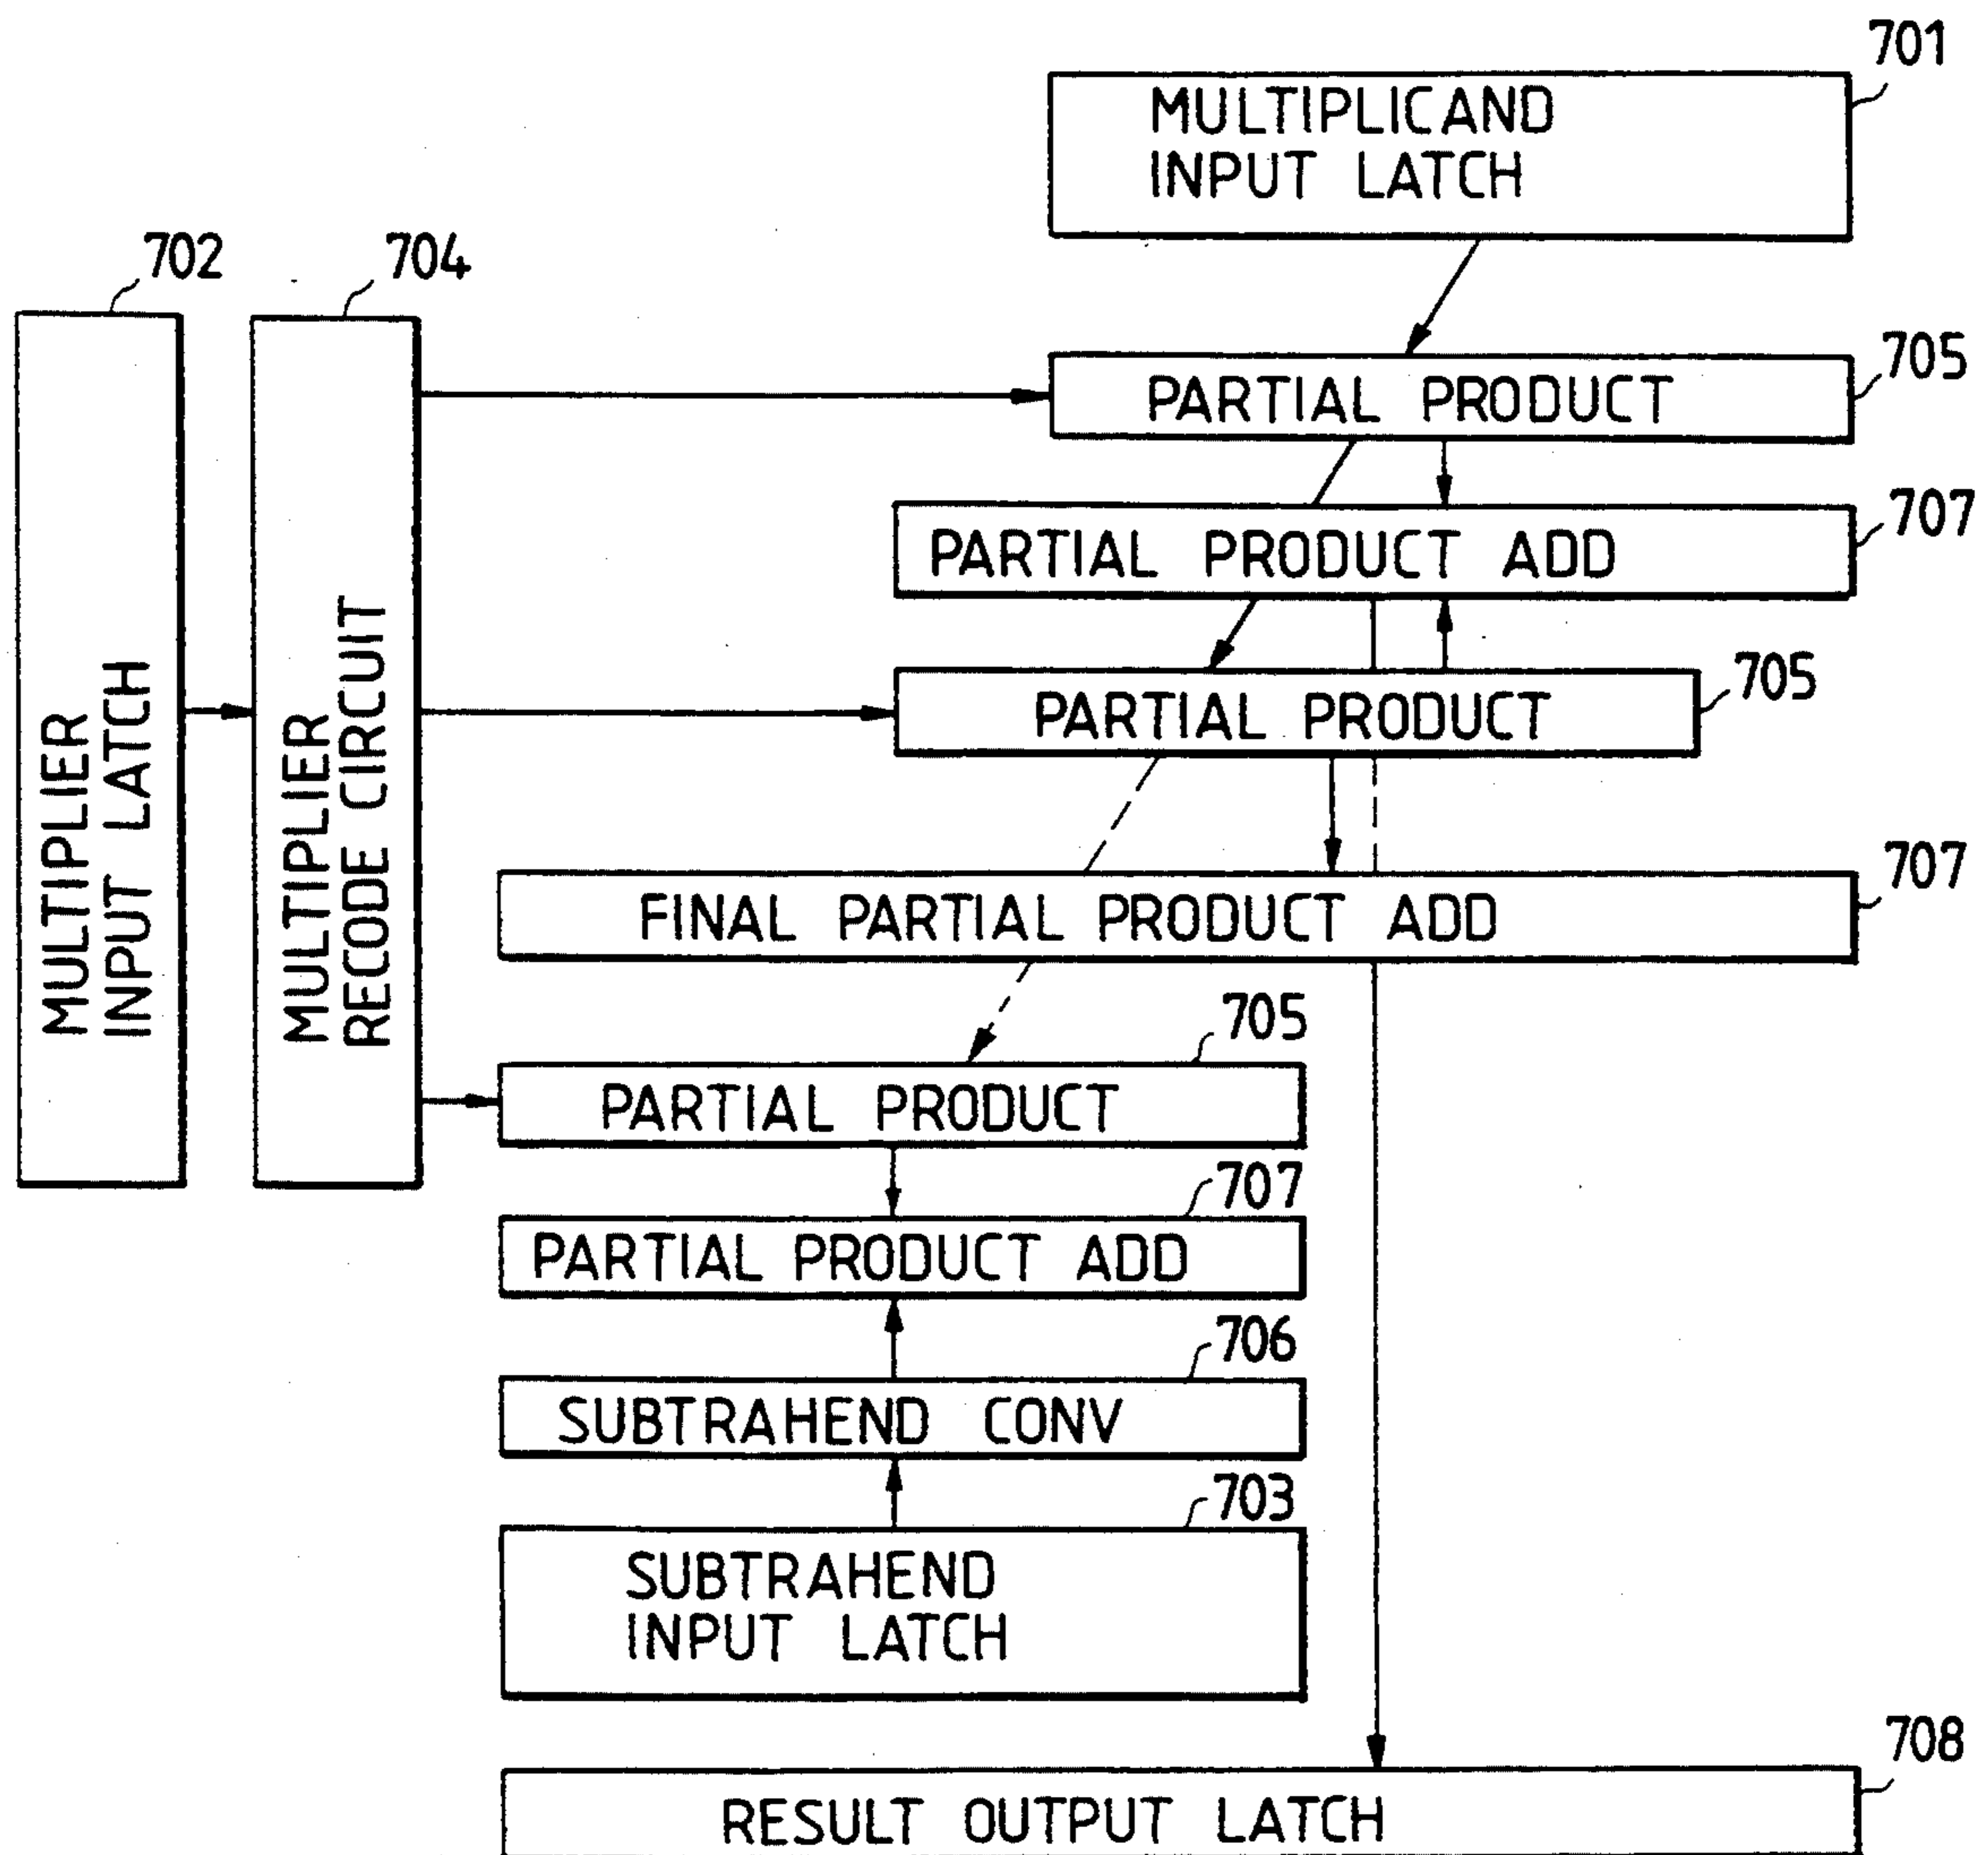 701
MULTIPLICAND
INPUT LATCH
702
704
705
PARTIAL PRODUCT
707
PARTIAL PRODUCT ADD
705
PARTIAL PRODUCT
MULTIPLIER
INPUT LATCH
MULTIPLIER
RECODE CIRCUIT
707
FINAL PARTIAL PRODUCT ADD
705
PARTIAL PRODUCT
707
PARTIAL PRODUCT ADD
706
SUBTRAHEND CONV
703
SUBTRAHEND
INPUT LATCH
708
RESULT OUTPUT LATCH